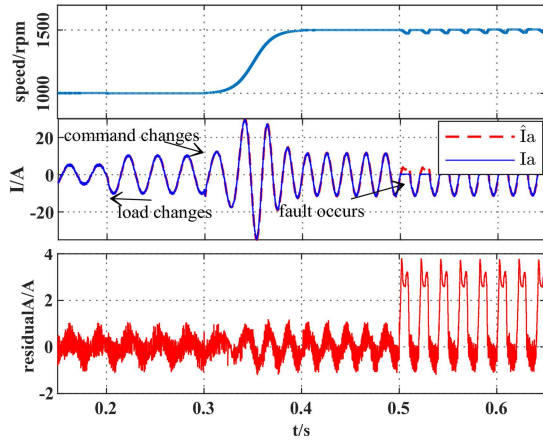 speed/rpm
1500
1000
I/A
20
0
-20
command changes
load changes
fault occurs
Îa
Ia
residualA/A
4
2
0
-2
0.2
0.3
0.4
0.5
0.6
t/s